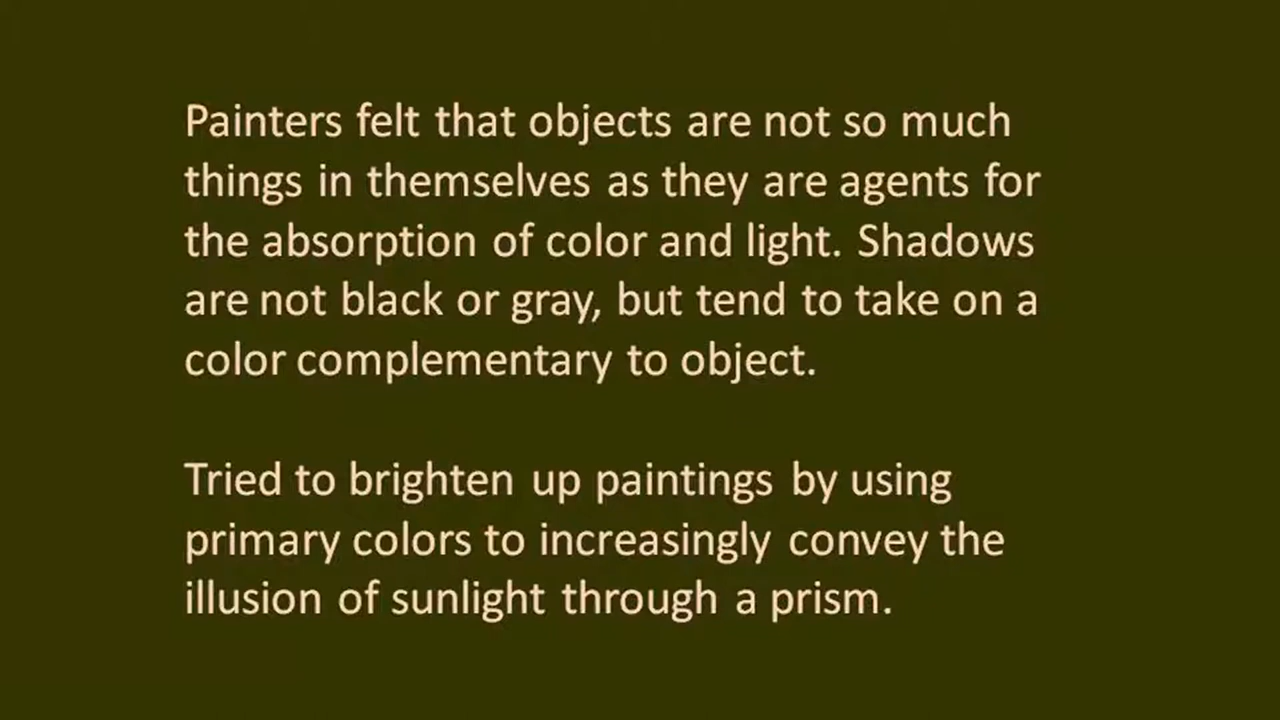 Painters felt that objects are not so much
things in themselves as they are agents for
the absorption of color and light. Shadows
are not black or gray, but tend to take on a
color complementary to object.
Tried to brighten up paintings by using
primary colors to increasingly convey the
illusion of sunlight through a prism.